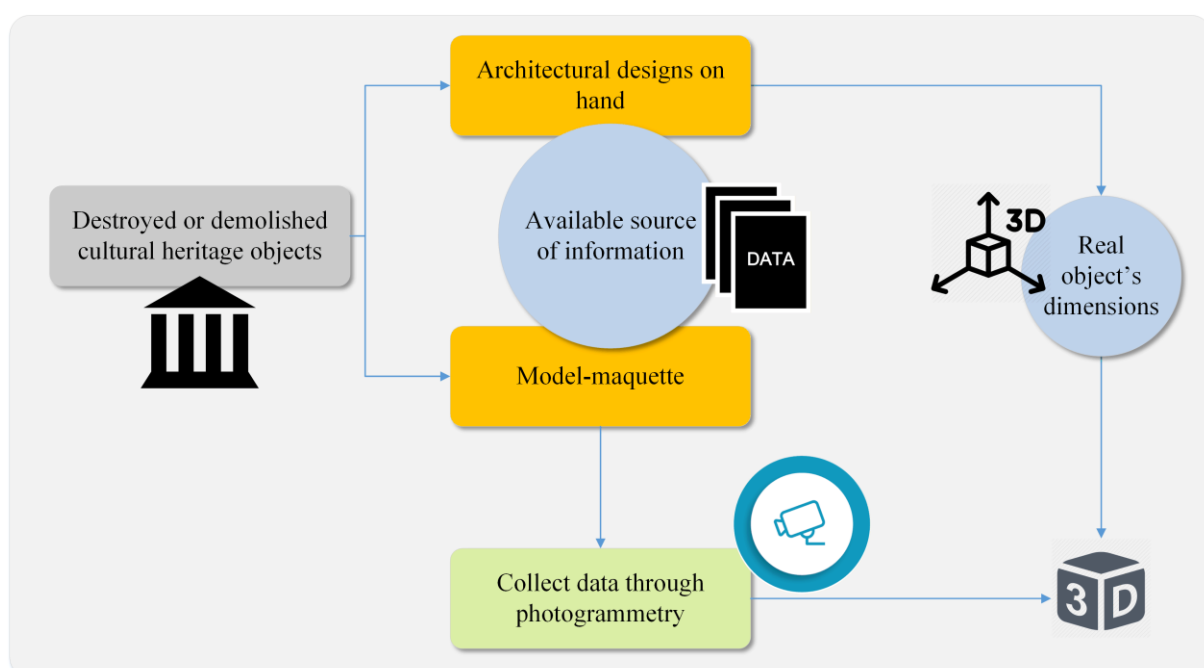 Architectural designs on
hand
Destroyed or demolished
cultural heritage objects
Available source
of information
DATA
3D
Real
object's
dimensions
Model-maquette
Collect data through
photogrammetry
3D